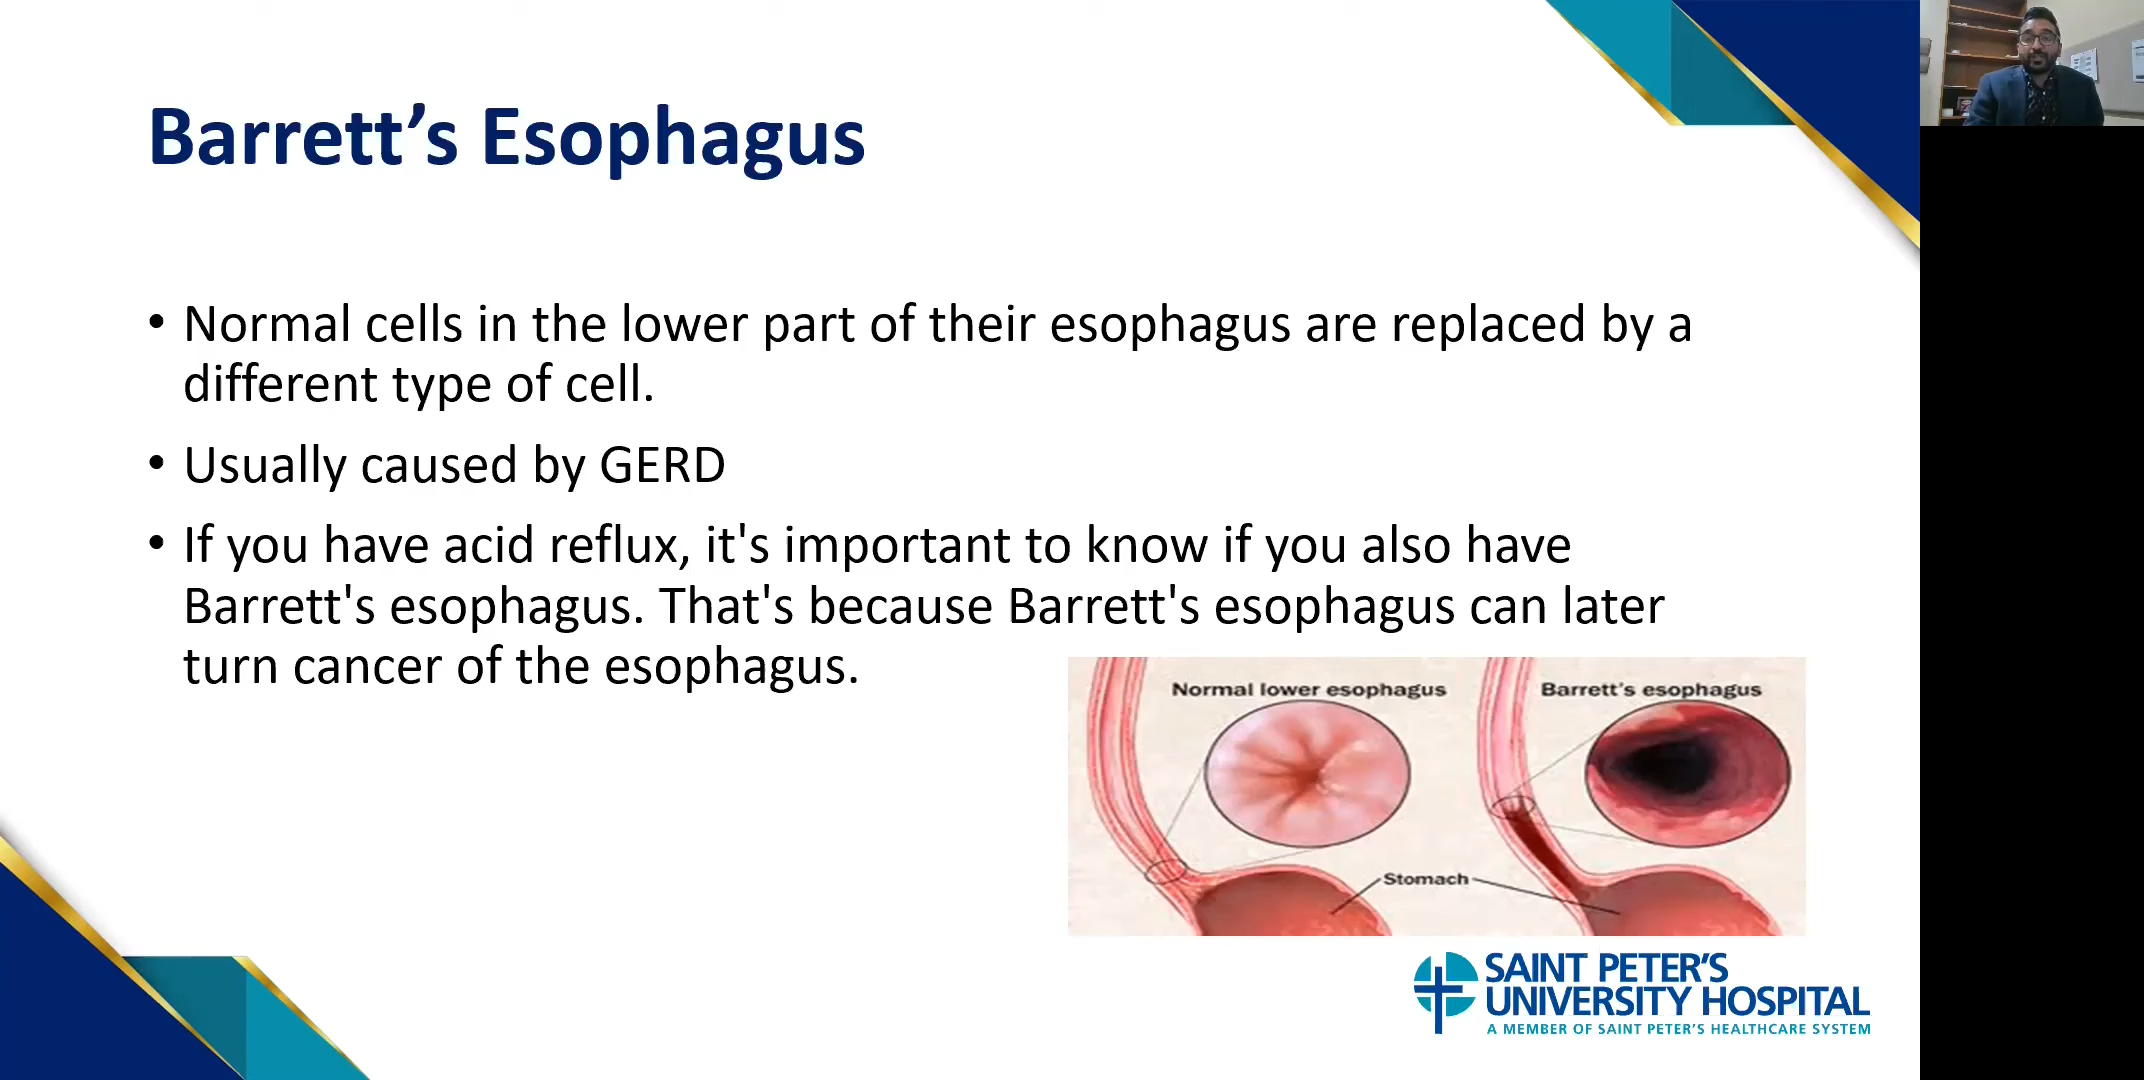 Barrett’s Esophagus
• Normal cells in the lower part of their esophagus are replaced by a
different type of cell.
• Usually caused by GERD
• If you have acid reflux, it's important to know if you also have
Barrett's esophagus. That's because Barrett's esophagus can later
turn cancer of the esophagus.
Normal lower esophagus
Barrett’s esophagus
Stomach
SAINT PETER’S
UNIVERSITY HOSPITAL
A MEMBER OF SAINT PETER’S HEALTHCARE SYSTEM